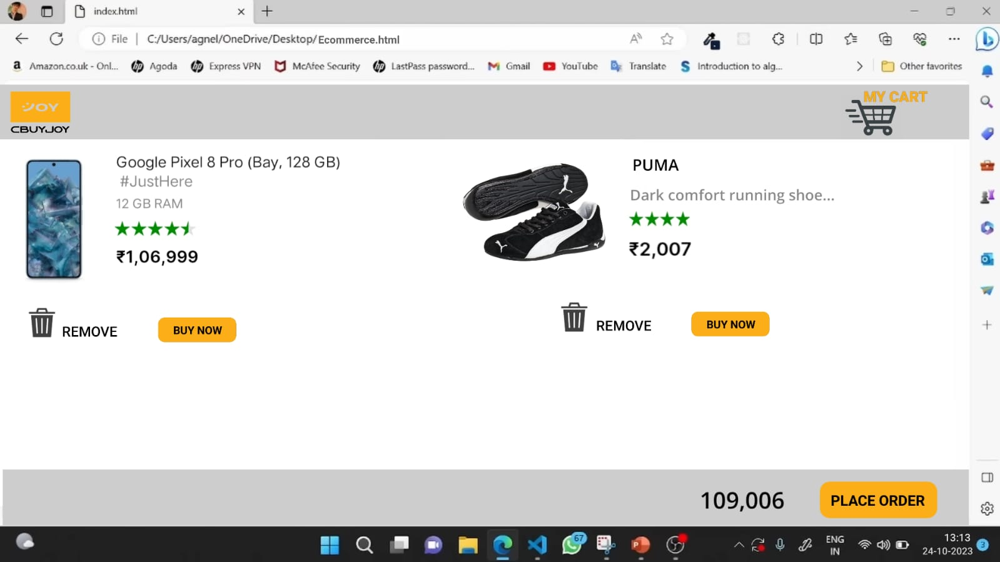 index.html
File
C:/Users/agnel/OneDrive/Desktop/Ecommerce.html
Amazon.co.uk - Onl...
Agoda
Express VPN
McAfee Security
LastPass password...
Gmail
YouTube
Translate
Introduction to alg...
Other favorites
JOY
CBUYJOY
MY CART
Google Pixel 8 Pro (Bay, 128 GB)
#JustHere
12 GB RAM
₹1,06,999
REMOVE
BUY NOW
PUMA
Dark comfort running shoe...
₹2,007
REMOVE
BUY NOW
109,006
PLACE ORDER
67
ENG
IN
13:13
24-10-2023
3